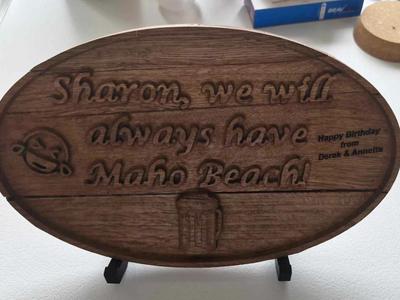 Sharon, we will
always have
Maho Beach!
Happy Birthday
from
Derek & Annette